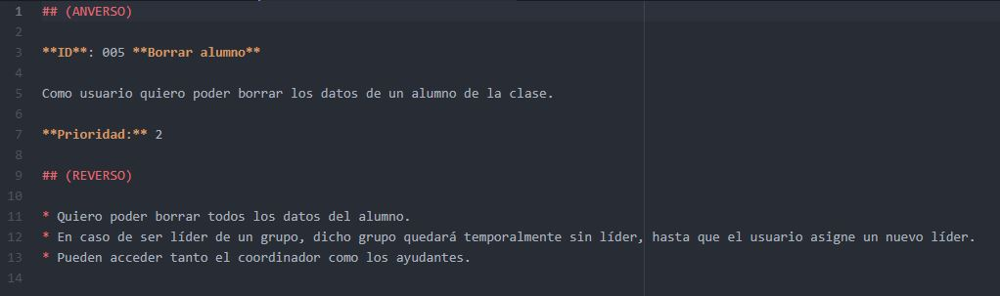 1 ## (ANVERSO)
2
3 **ID**: 005 **Borrar alumno**
4
5 Como usuario quiero poder borrar los datos de un alumno de la clase.
6
7 **Prioridad:** 2
8
9 ## (REVERSO)
10
11 * Quiero poder borrar todos los datos del alumno.
12 * En caso de ser líder de un grupo, dicho grupo quedará temporalmente sin líder, hasta que el usuario asigne un nuevo líder.
13 * Pueden acceder tanto el coordinador como los ayudantes.
14